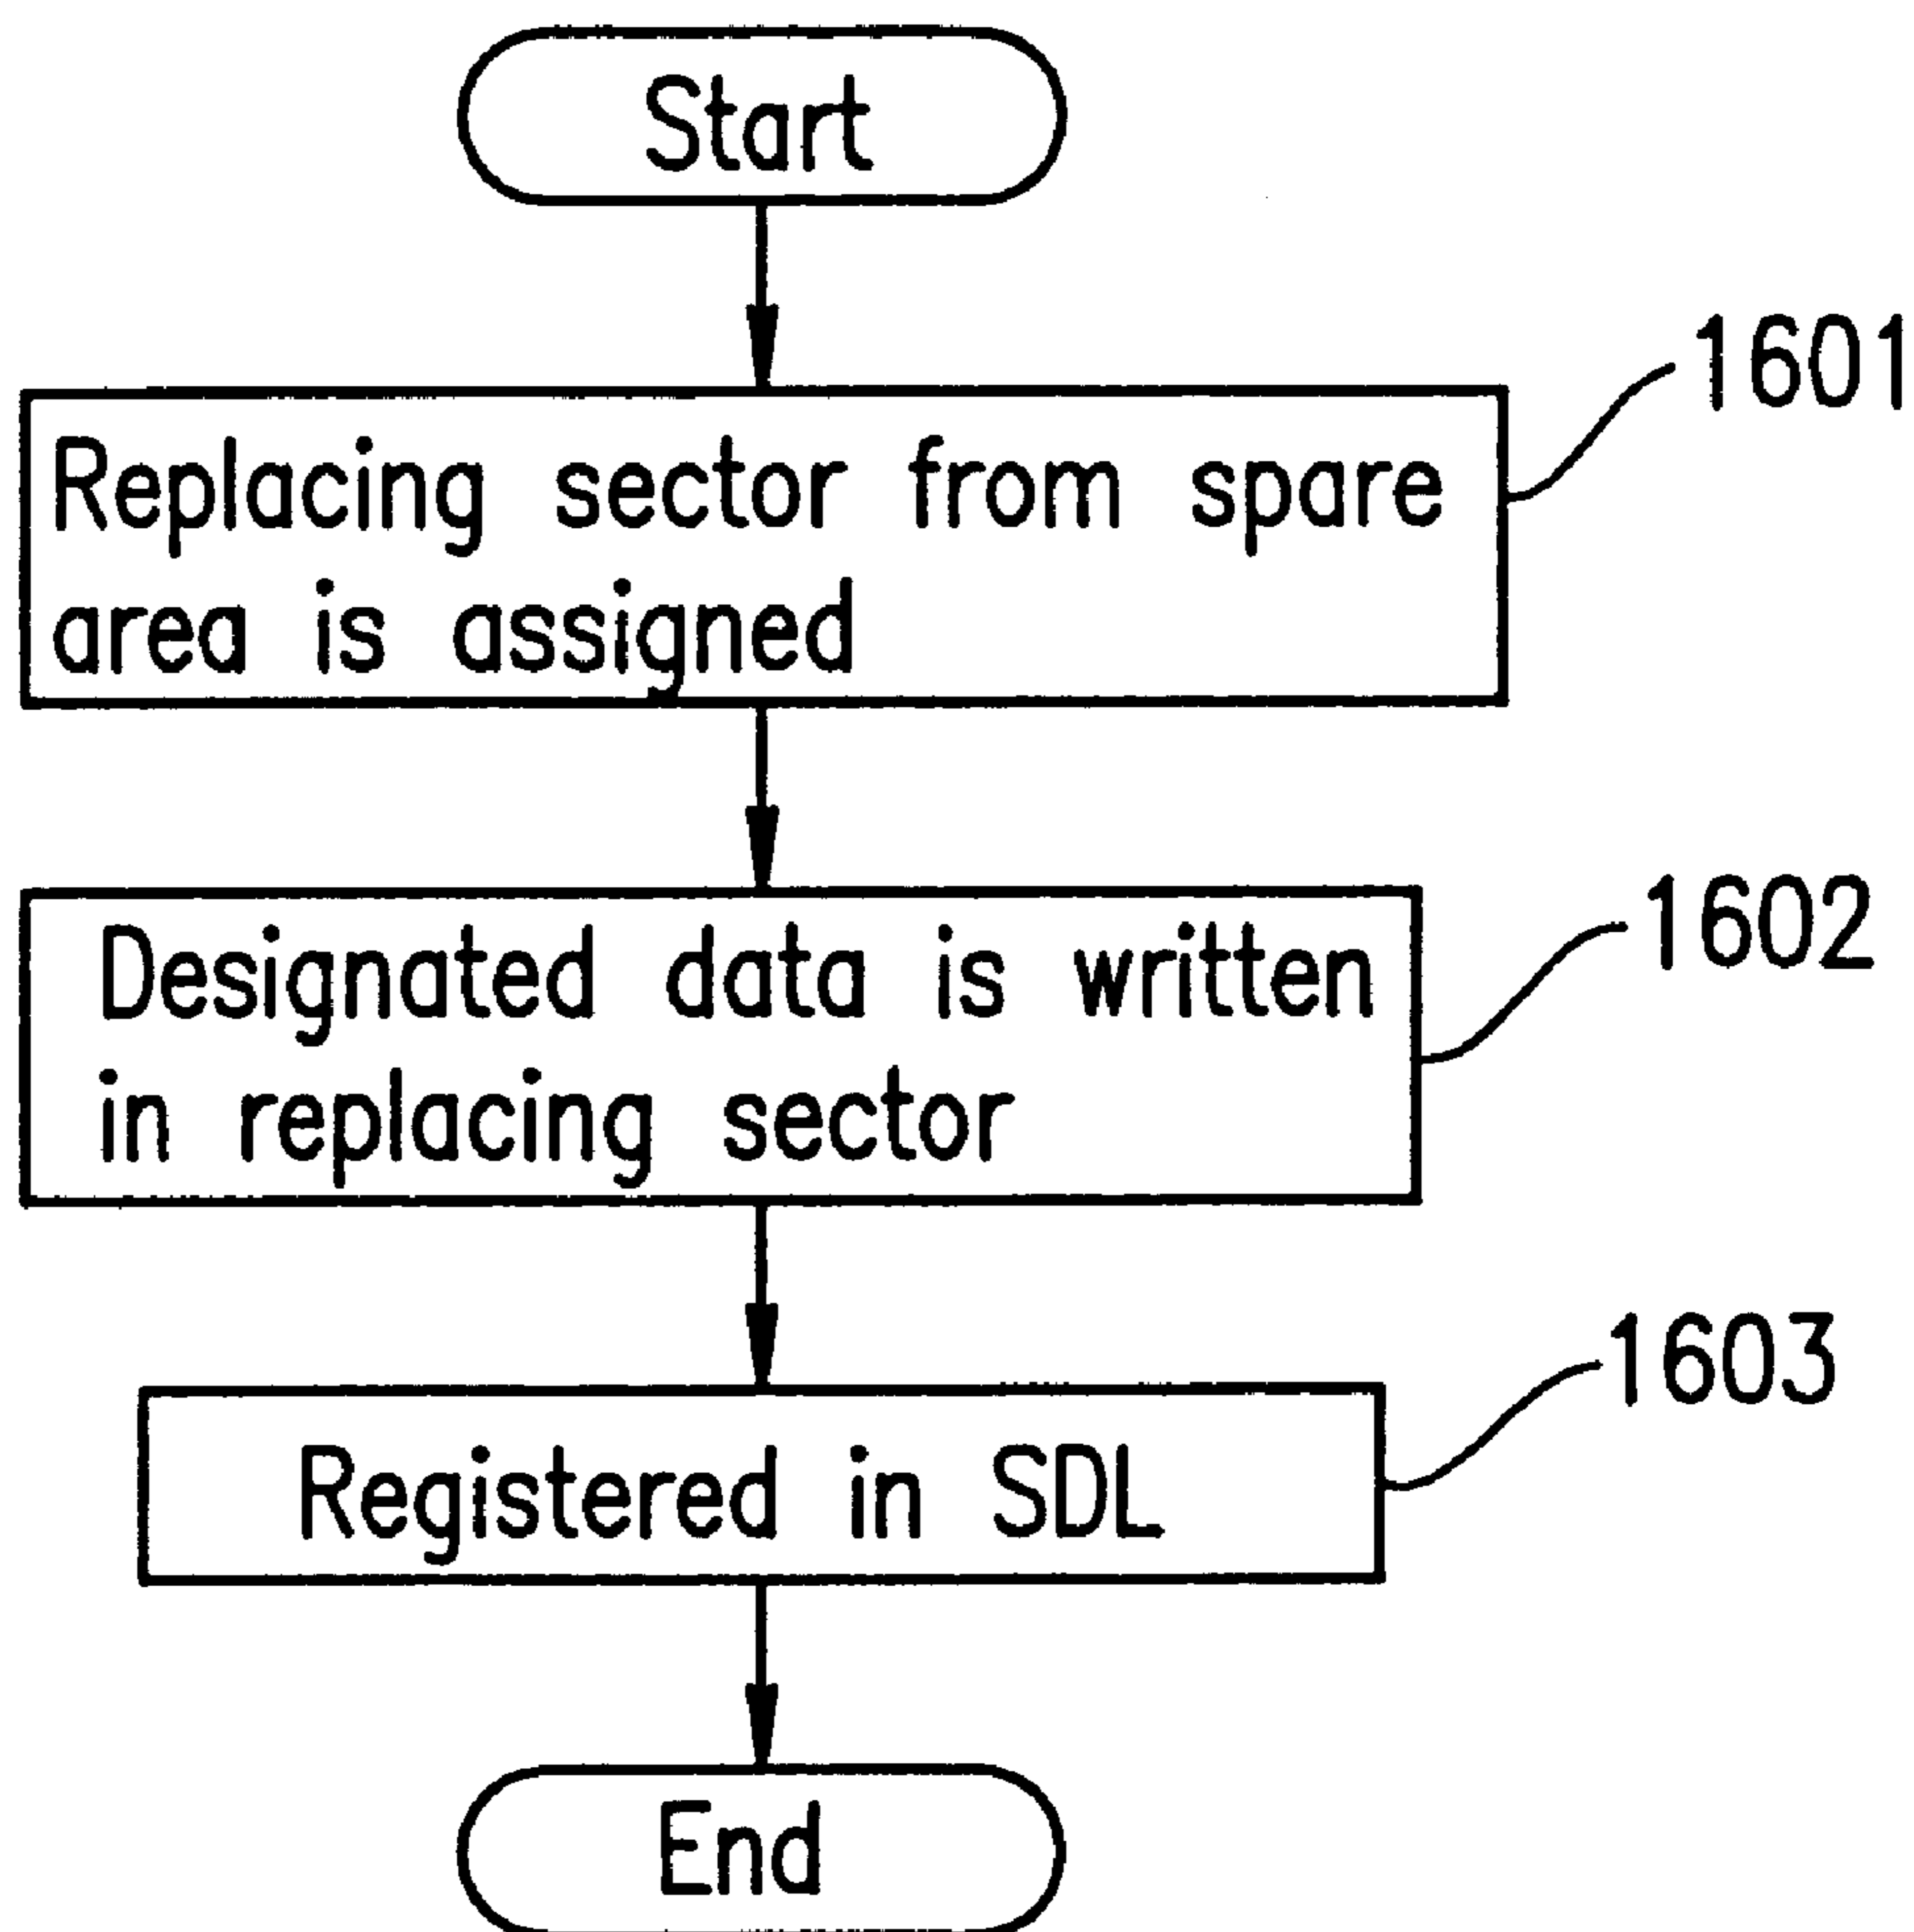 Start
1601
Replacing sector from spare
area is assigned
1602
Designated data is written
in replacing sector
1603
Registered in SDL
End